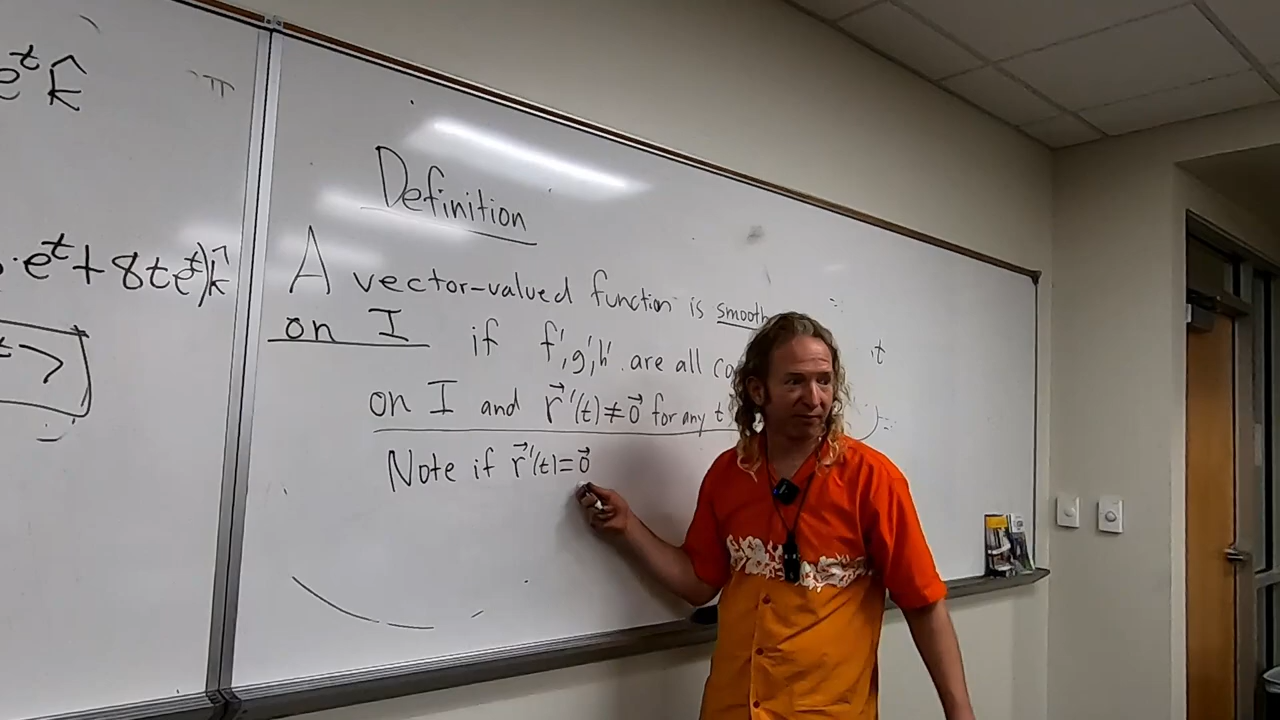 e^t k̂
π
· e^t + 8te^t) k̂
t >
Definition
A vector-valued function is smooth
on I if f', g', h' are all
t
on I and r⃗'(t) ≠ 0⃗ for any t
Note if r⃗'(t) = 0⃗